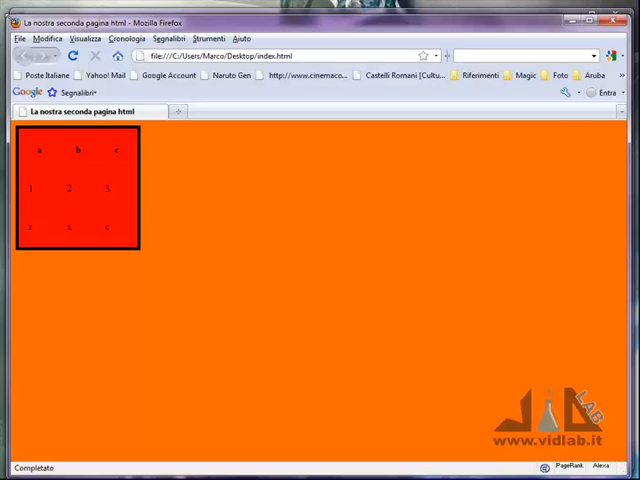 La nostra seconda pagina html - Mozilla Firefox
File Modifica Visualizza Cronologia Segnalibri Strumenti Aiuto
file:///C:/Users/Marco/Desktop/index.html
Poste Italiane Yahoo! Mail Google Account Naruto Gen http://www.cinemaco... Castelli Romani [Cultu... Riferimenti Magic Foto Aruba
Google Segnalibri Entra
La nostra seconda pagina html
a b c
1 2 3
z s c
LAB
www.vidlab.it
Completato PageRank Alexa